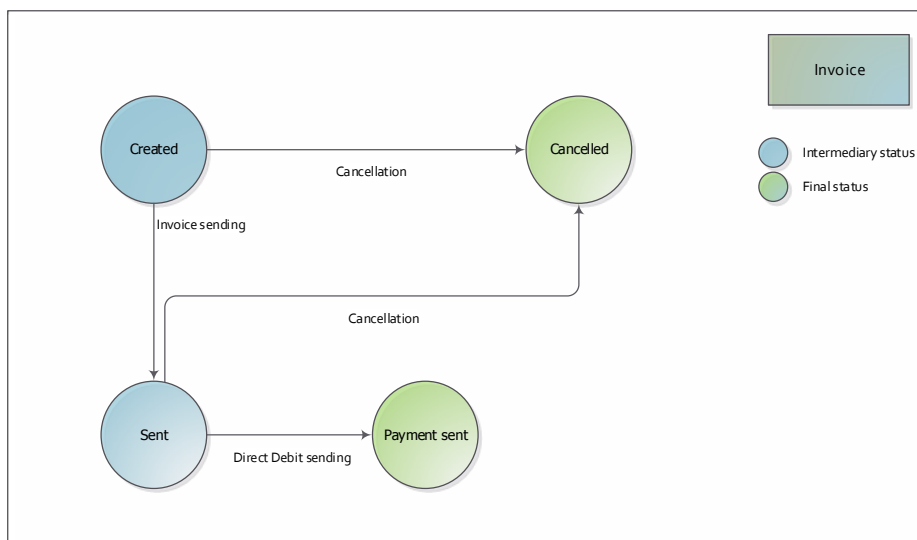 Invoice
Created
Cancelled
Intermediary status
Cancellation
Final status
Invoice sending
Cancellation
Sent
Payment sent
Direct Debit sending